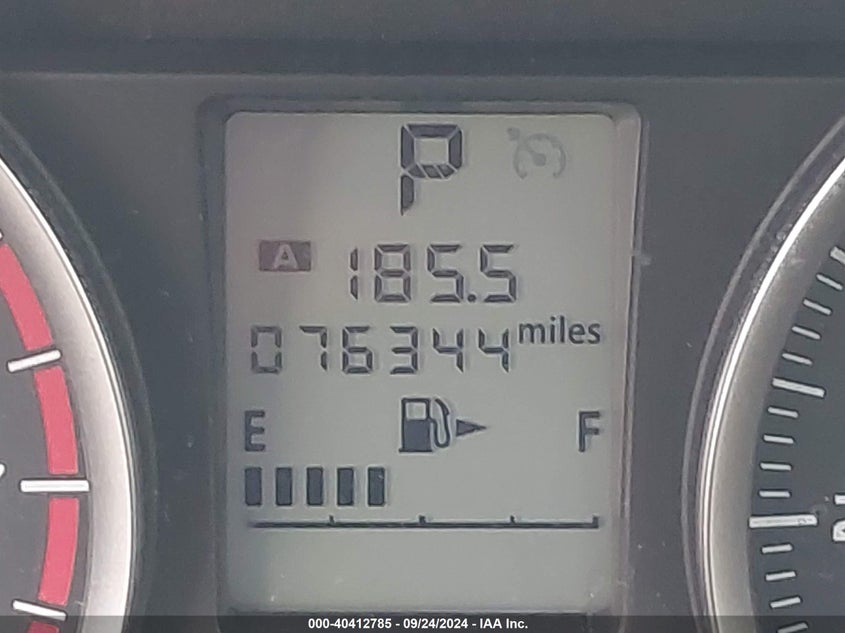 P
A 185.5
076344 miles
E F
000-40412785 - 09/24/2024 - IAA Inc.